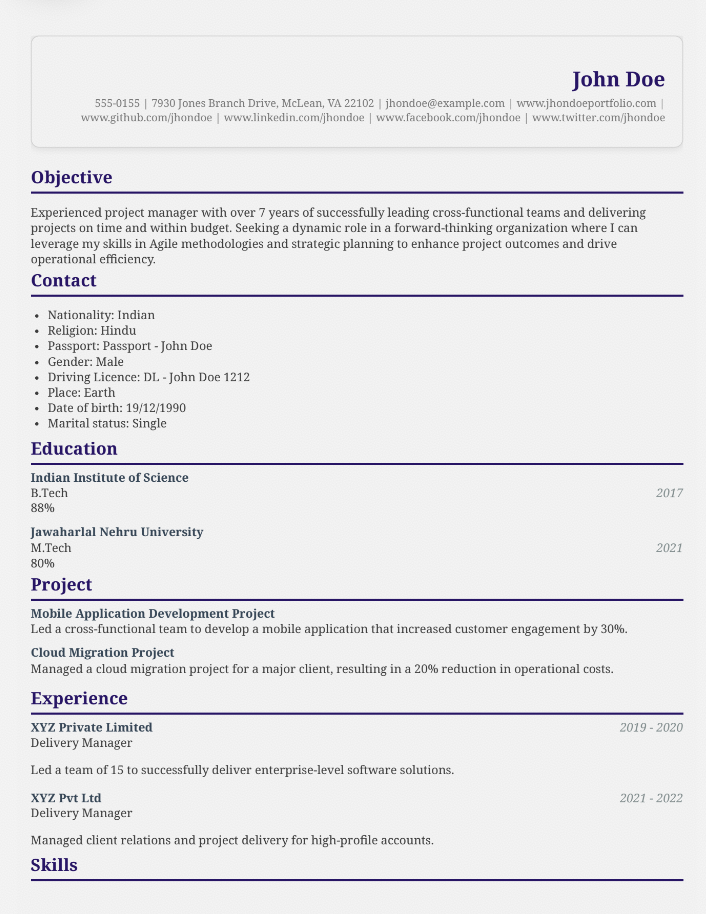 John Doe
555-0155 | 7930 Jones Branch Drive, McLean, VA 22102 | jhondoe@example.com | www.jhondoeportfolio.com |
www.github.com/jhondoe | www.linkedin.com/jhondoe | www.facebook.com/jhondoe | www.twitter.com/jhondoe
Objective
Experienced project manager with over 7 years of successfully leading cross-functional teams and delivering
projects on time and within budget. Seeking a dynamic role in a forward-thinking organization where I can
leverage my skills in Agile methodologies and strategic planning to enhance project outcomes and drive
operational efficiency.
Contact
• Nationality: Indian
• Religion: Hindu
• Passport: Passport - John Doe
• Gender: Male
• Driving Licence: DL - John Doe 1212
• Place: Earth
• Date of birth: 19/12/1990
• Marital status: Single
Education
Indian Institute of Science
B.Tech 2017
88%
Jawaharlal Nehru University
M.Tech 2021
80%
Project
Mobile Application Development Project
Led a cross-functional team to develop a mobile application that increased customer engagement by 30%.
Cloud Migration Project
Managed a cloud migration project for a major client, resulting in a 20% reduction in operational costs.
Experience
XYZ Private Limited 2019 - 2020
Delivery Manager
Led a team of 15 to successfully deliver enterprise-level software solutions.
XYZ Pvt Ltd 2021 - 2022
Delivery Manager
Managed client relations and project delivery for high-profile accounts.
Skills